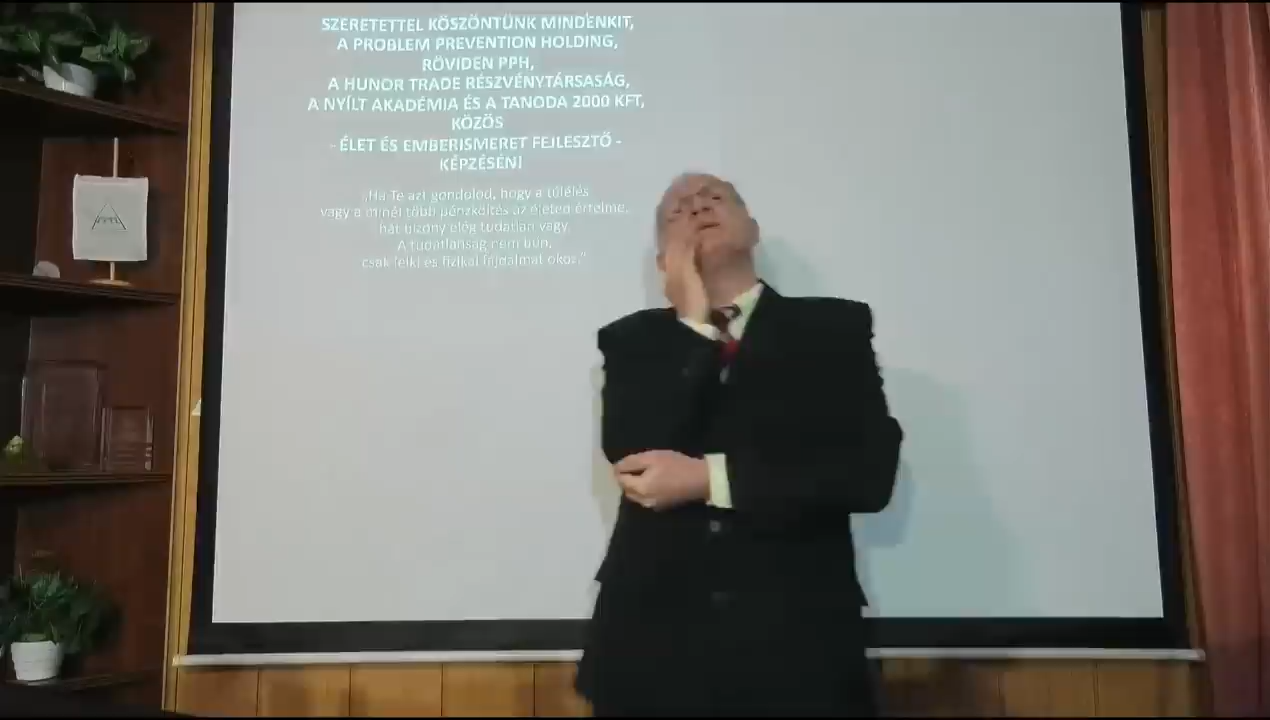 SZERETETTEL KÖSZÖNTÜNK MINDENKIT,
A PROBLEM PREVENTION HOLDING,
RÖVIDEN PPH,
A HUNOR TRADE RÉSZVÉNYTÁRSASÁG,
A NYÍLT AKADÉMIA ÉS A TANODA 2000 KFT,
KÖZÖS
- ÉLET ÉS EMBERISMERET FEJLESZTŐ -
KÉPZÉSÉN!
„Ha Te azt gondolod, hogy a túlélés
vagy a minél több pénzköltés az életed értelme,
hát bizony elég tudatlan vagy.
A tudatlanság nem bűn,
csak lelki és fizikai fájdalmat okoz."